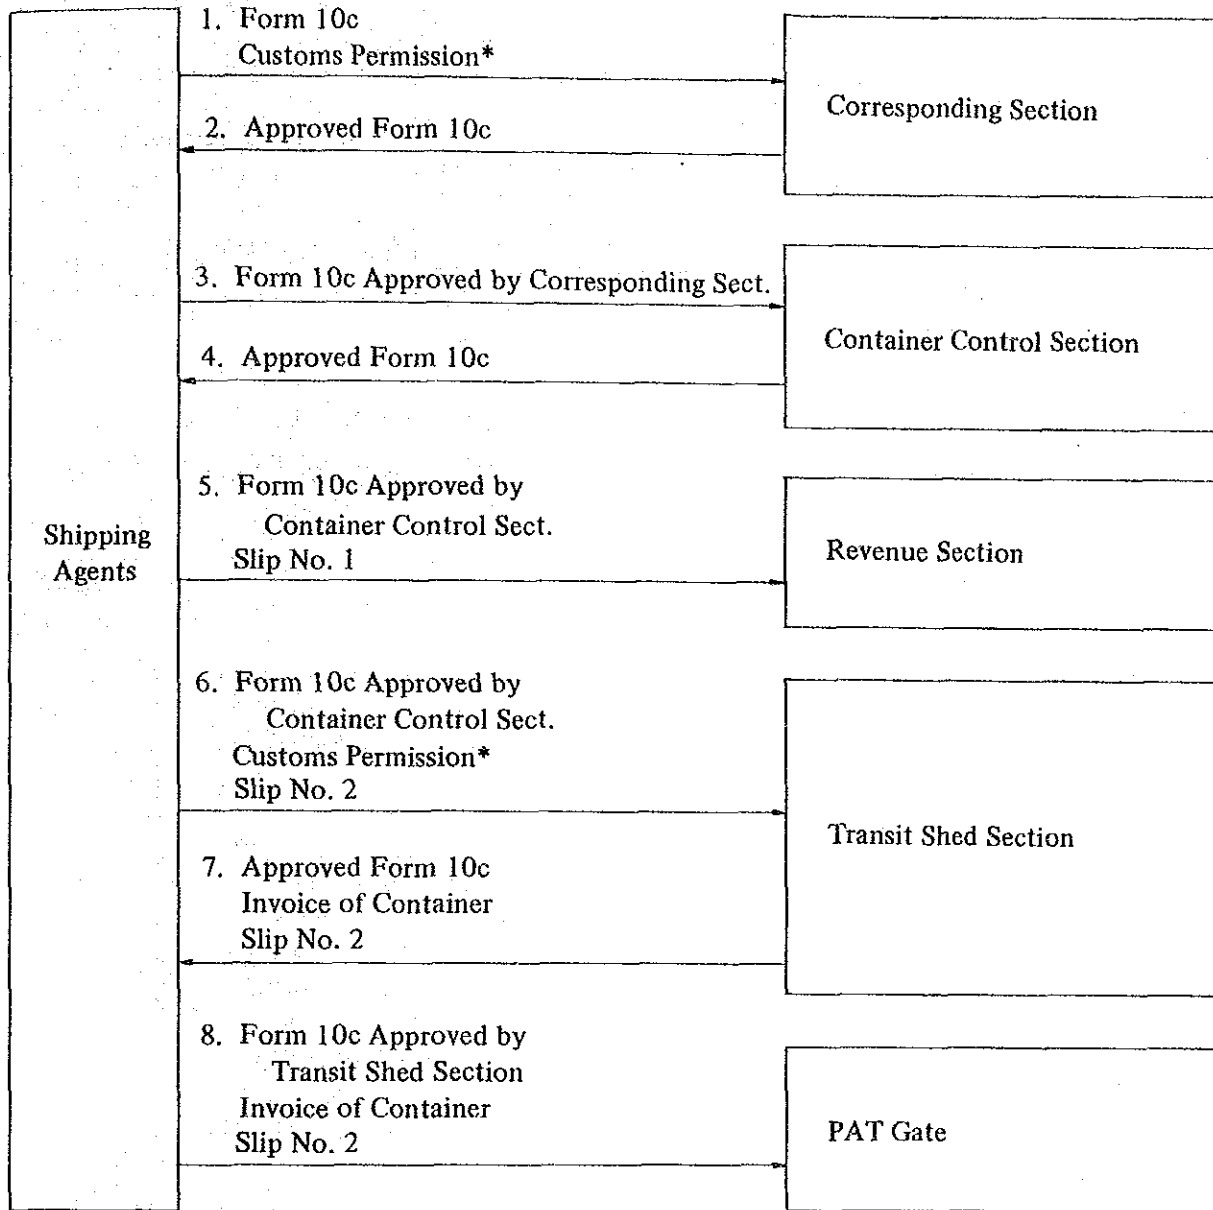 1. Form 10c
Customs Permission*
Corresponding Section
2. Approved Form 10c
3. Form 10c Approved by Corresponding Sect.
Container Control Section
4. Approved Form 10c
Shipping
Agents
5. Form 10c Approved by
Container Control Sect.
Slip No. 1
Revenue Section
6. Form 10c Approved by
Container Control Sect.
Customs Permission*
Slip No. 2
Transit Shed Section
7. Approved Form 10c
Invoice of Container
Slip No. 2
8. Form 10c Approved by
Transit Shed Section
Invoice of Container
Slip No. 2
PAT Gate